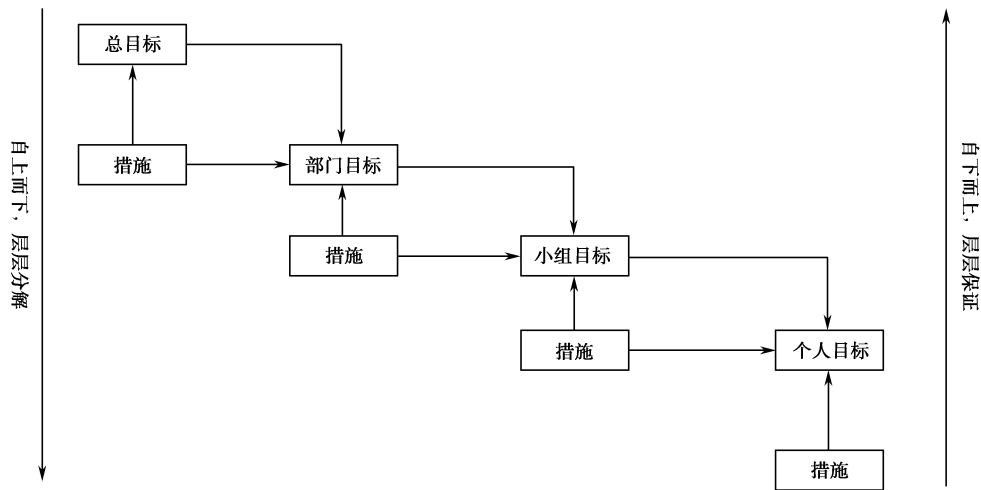 总目标
措施
部门目标
措施
小组目标
措施
个人目标
措施
自上而下，层层分解
自下而上，层层保证